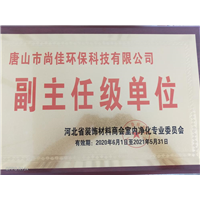 唐山市尚佳环保科技有限公司
副主任级单位
河北省装饰材料商会室内净化专业委员会
有效期：2020年6月1日至2021年5月31日